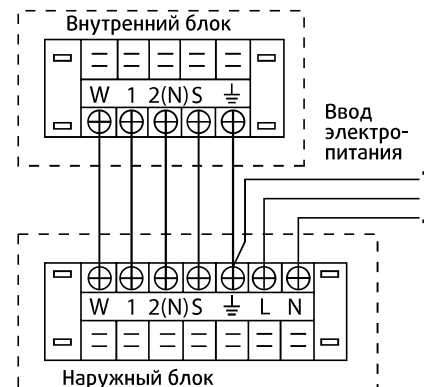 Внутренний блок
W 1 2(N) S
Ввод
электро-
питания
W 1 2(N) S L N
Наружный блок